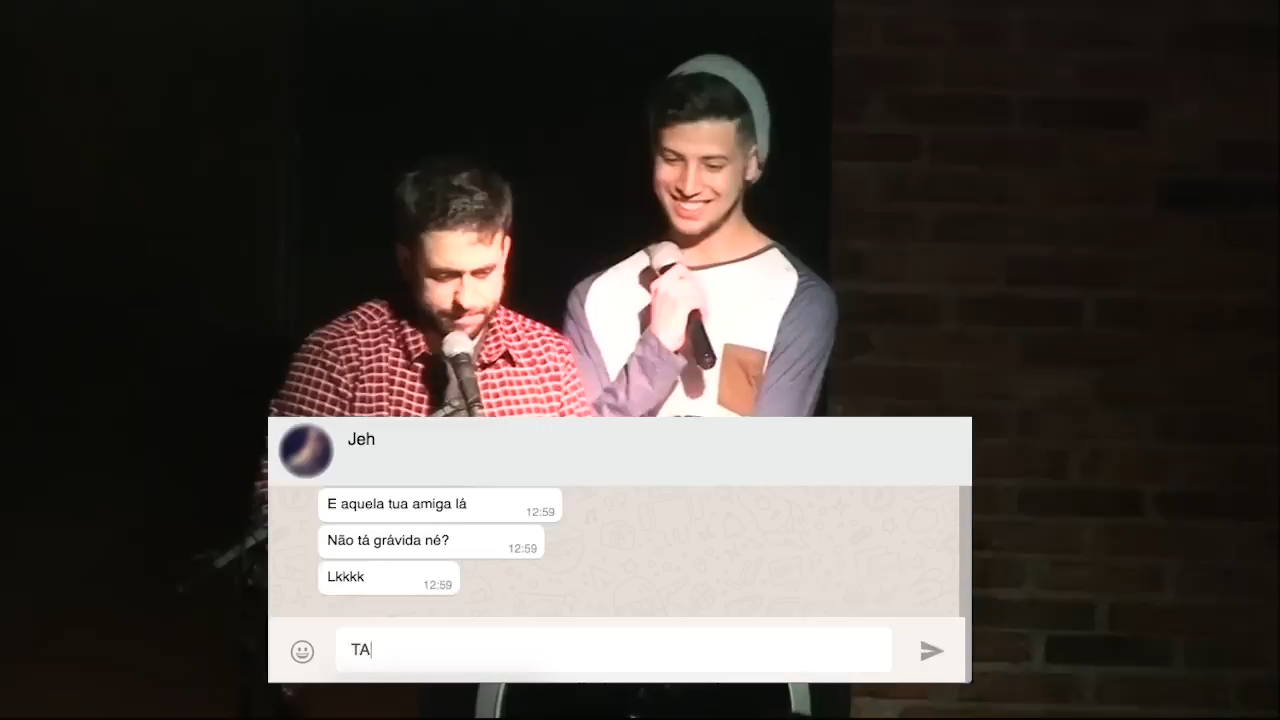 Jeh
E aquela tua amiga lá
12:59
Não tá grávida né?
12:59
Lkkkk
12:59
TA